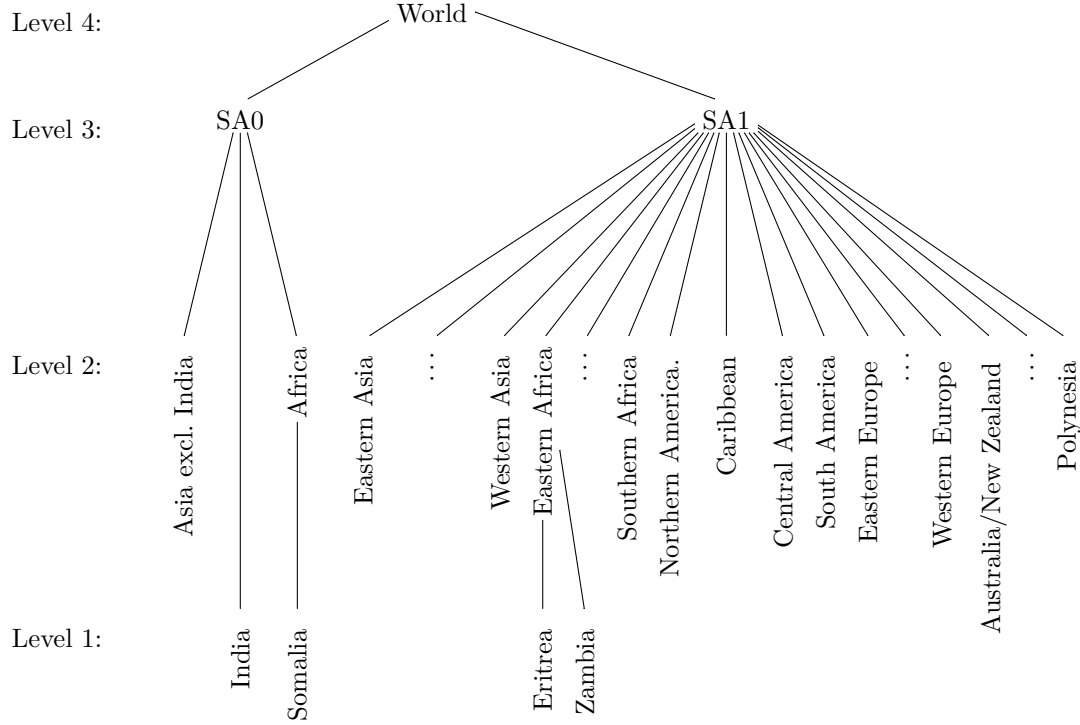 Level 4:
World
Level 3:
SA0
SA1
Level 2:
Asia excl. India
Africa
Eastern Asia
...
Western Asia
Eastern Africa
...
Southern Africa
Northern America.
Caribbean
Central America
South America
Eastern Europe
...
Western Europe
Australia/New Zealand
...
Polynesia
Level 1:
India
Somalia
Eritrea
Zambia